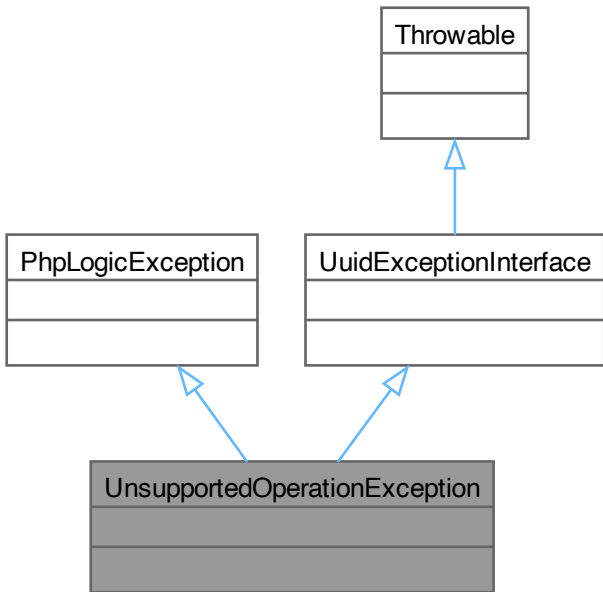 Throwable
PhpLogicException
UuidExceptionInterface
UnsupportedOperationException